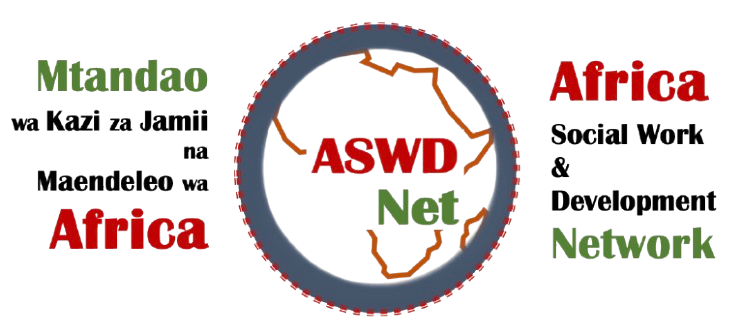 Mtandao
wa Kazi za Jamii
na
Maendeleo wa
Africa
ASWD
Net
Africa
Social Work
&
Development
Network